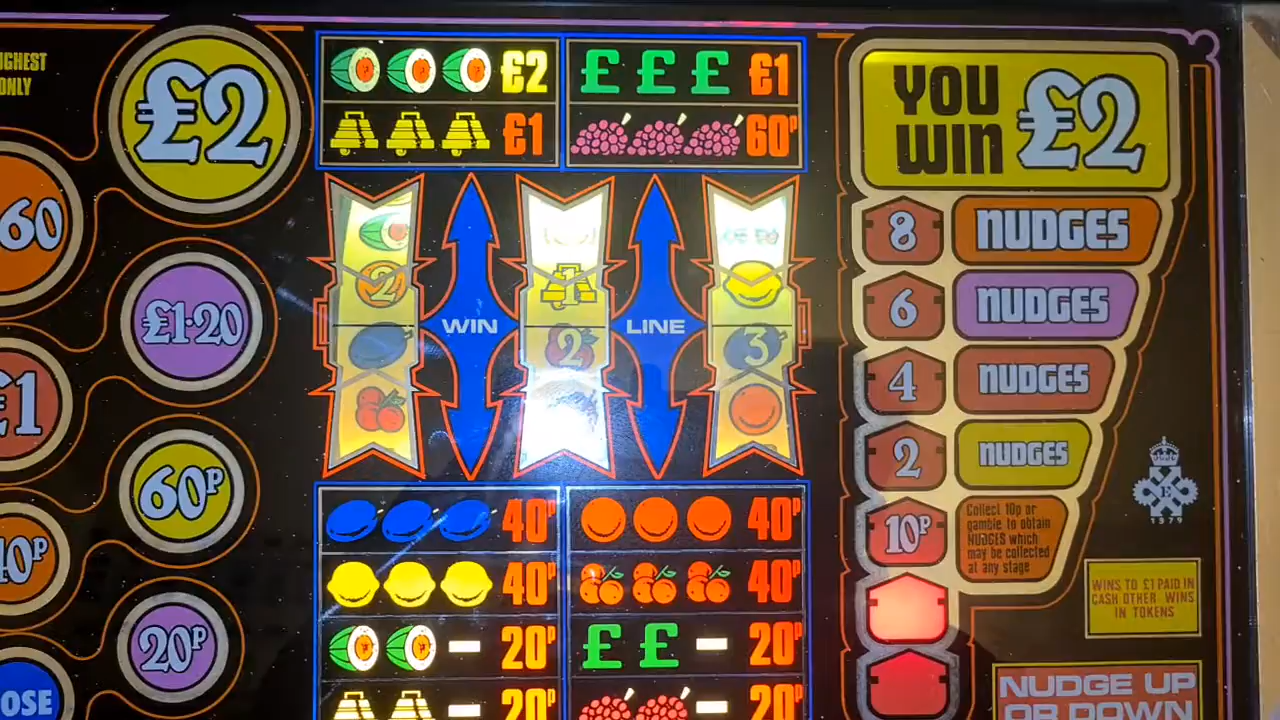 ONLY
£2
60
£1·20
£1
60P
40P
20P
OSE
£2
£1
£ £ £ £1
60P
2
1
2
3
WIN
LINE
40P
40P
40P
40P
20P
£ £ 20P
20P
20P
YOU
WIN £2
8 NUDGES
6 NUDGES
4 NUDGES
2 NUDGES
10P
Collect 10p or
gamble to obtain
NUDGES which
may be collected
at any stage
E
1979
WINS TO £1 PAID IN
CASH OTHER WINS
IN TOKENS
NUDGE UP
OR DOWN